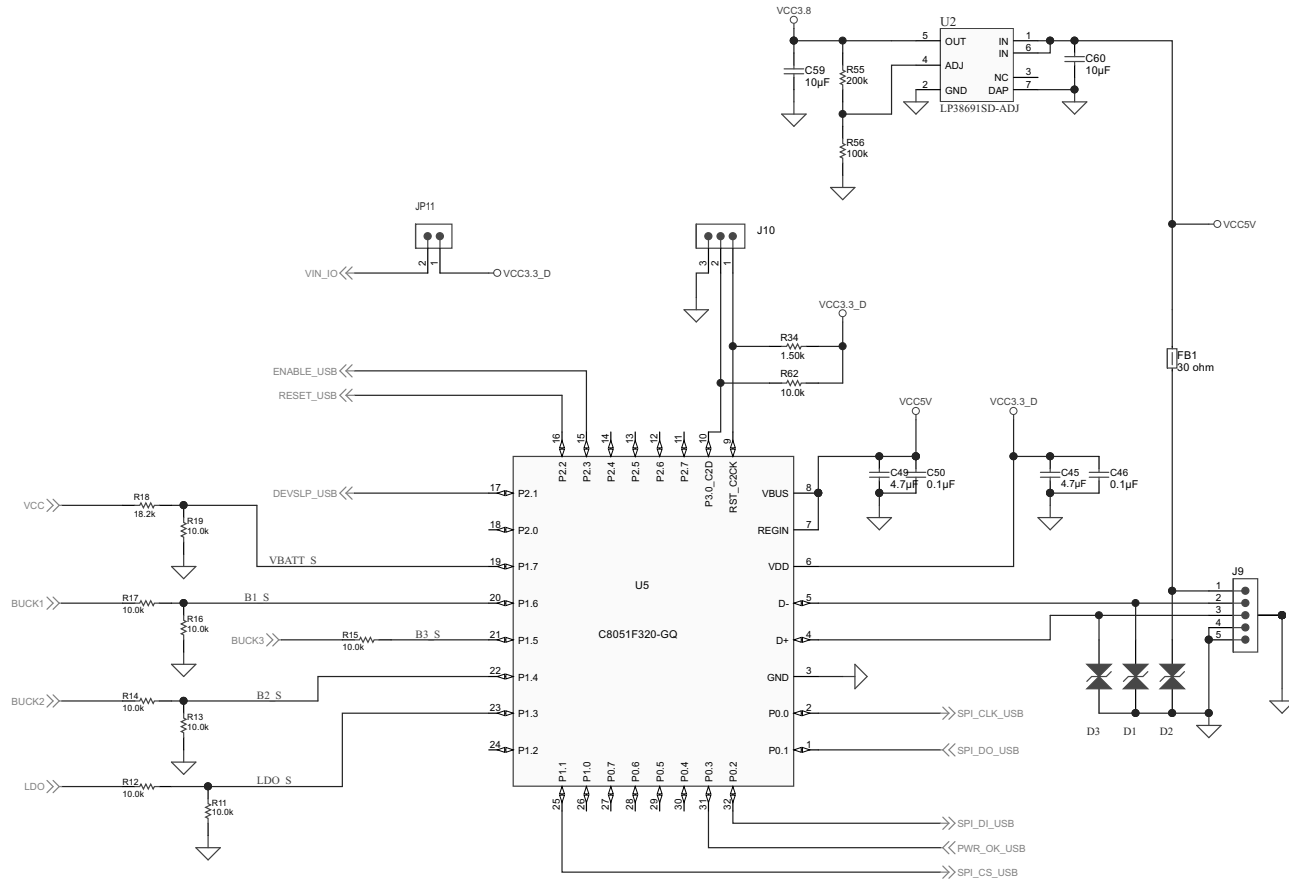 VCC3.8
U2
5 OUT IN 1
IN 6
4 ADJ
NC 3
2 GND DAP 7
LP38691SD-ADJ
C59
10µF
R55
200k
C60
10µF
R56
100k
VCC5V
JP11
2 1
VIN_IO
VCC3.3_D
J10
3 2 1
VCC3.3_D
R34
1.50k
R62
10.0k
FB1
30 ohm
ENABLE_USB
RESET_USB
VCC5V
VCC3.3_D
16 15 14 13 12 11 10 9
P2.2 P2.3 P2.4 P2.5 P2.6 P2.7 P3.0_C2D RST_C2CK
C49
4.7µF
C50
0.1µF
C45
4.7µF
C46
0.1µF
DEVSLP_USB
17 P2.1
VBUS 8
VCC
R18
18.2k
R19
10.0k
18 P2.0
REGIN 7
VBATT_S
19 P1.7
VDD 6
U5
C8051F320-GQ
BUCK1
R17
10.0k
B1_S
R16
10.0k
20 P1.6
D- 5
BUCK3
R15
10.0k
B3_S
21 P1.5
D+ 4
J9
1
2
3
4
5
BUCK2
R14
10.0k
B2_S
R13
10.0k
22 P1.4
GND 3
23 P1.3
P0.0 2
SPI_CLK_USB
D3 D1 D2
24 P1.2
P0.1 1
SPI_DO_USB
LDO
R12
10.0k
LDO_S
R11
10.0k
P1.1 P1.0 P0.7 P0.6 P0.5 P0.4 P0.3 P0.2
25 26 27 28 29 30 31 32
SPI_DI_USB
PWR_OK_USB
SPI_CS_USB